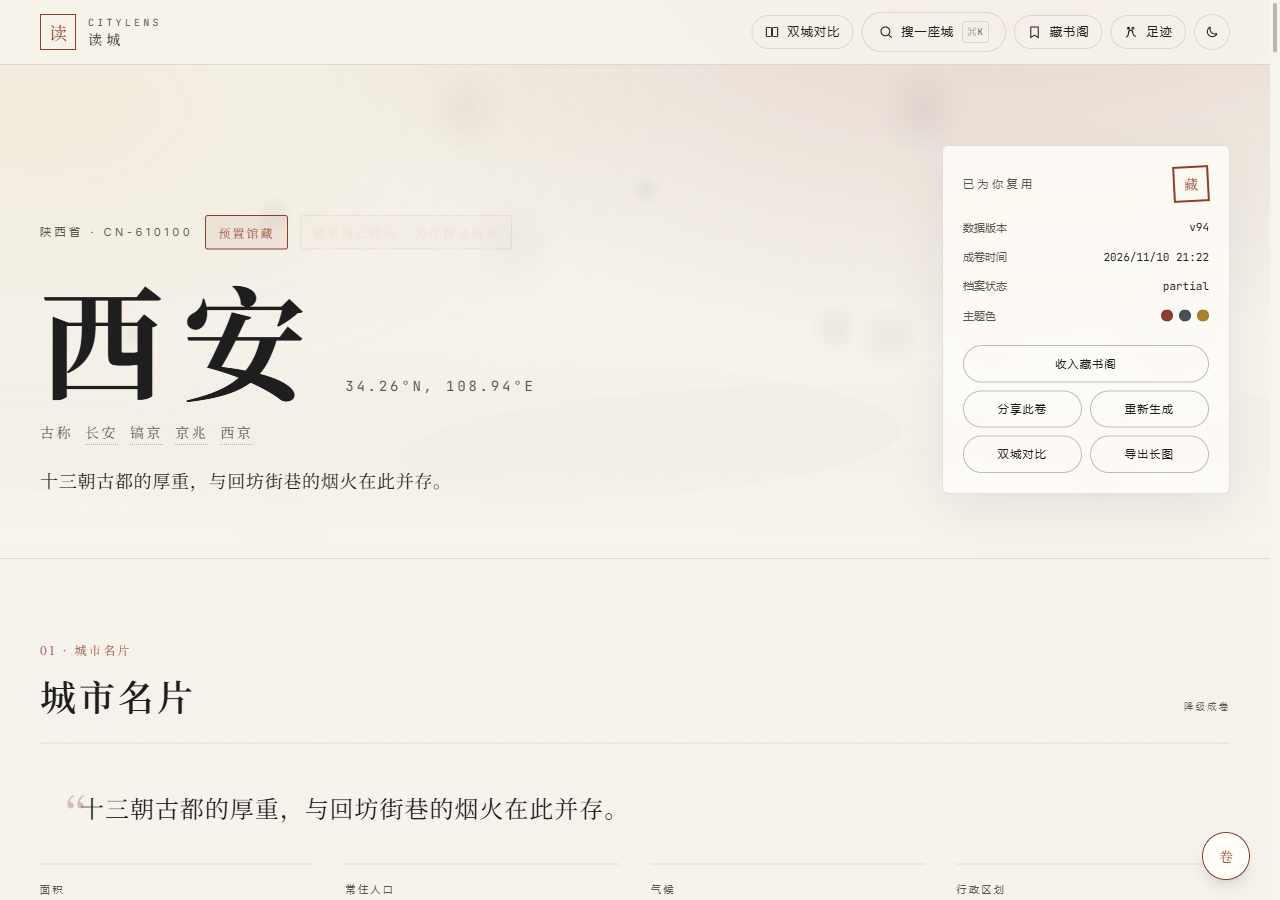 读
CITYLENS
读城
双城对比
搜一座城 ⌘K
藏书阁
足迹
陕西省 · CN-610100
预置馆藏
西安
34.26°N, 108.94°E
古称 长安 镐京 京兆 西京
十三朝古都的厚重，与回坊街巷的烟火在此并存。
已为你复用
藏
数据版本 v94
成卷时间 2026/11/10 21:22
档案状态 partial
主题色
收入藏书阁
分享此卷 重新生成
双城对比 导出长图
01 · 城市名片
城市名片
降级成卷
“十三朝古都的厚重，与回坊街巷的烟火在此并存。
面积 常住人口 气候 行政区划
卷